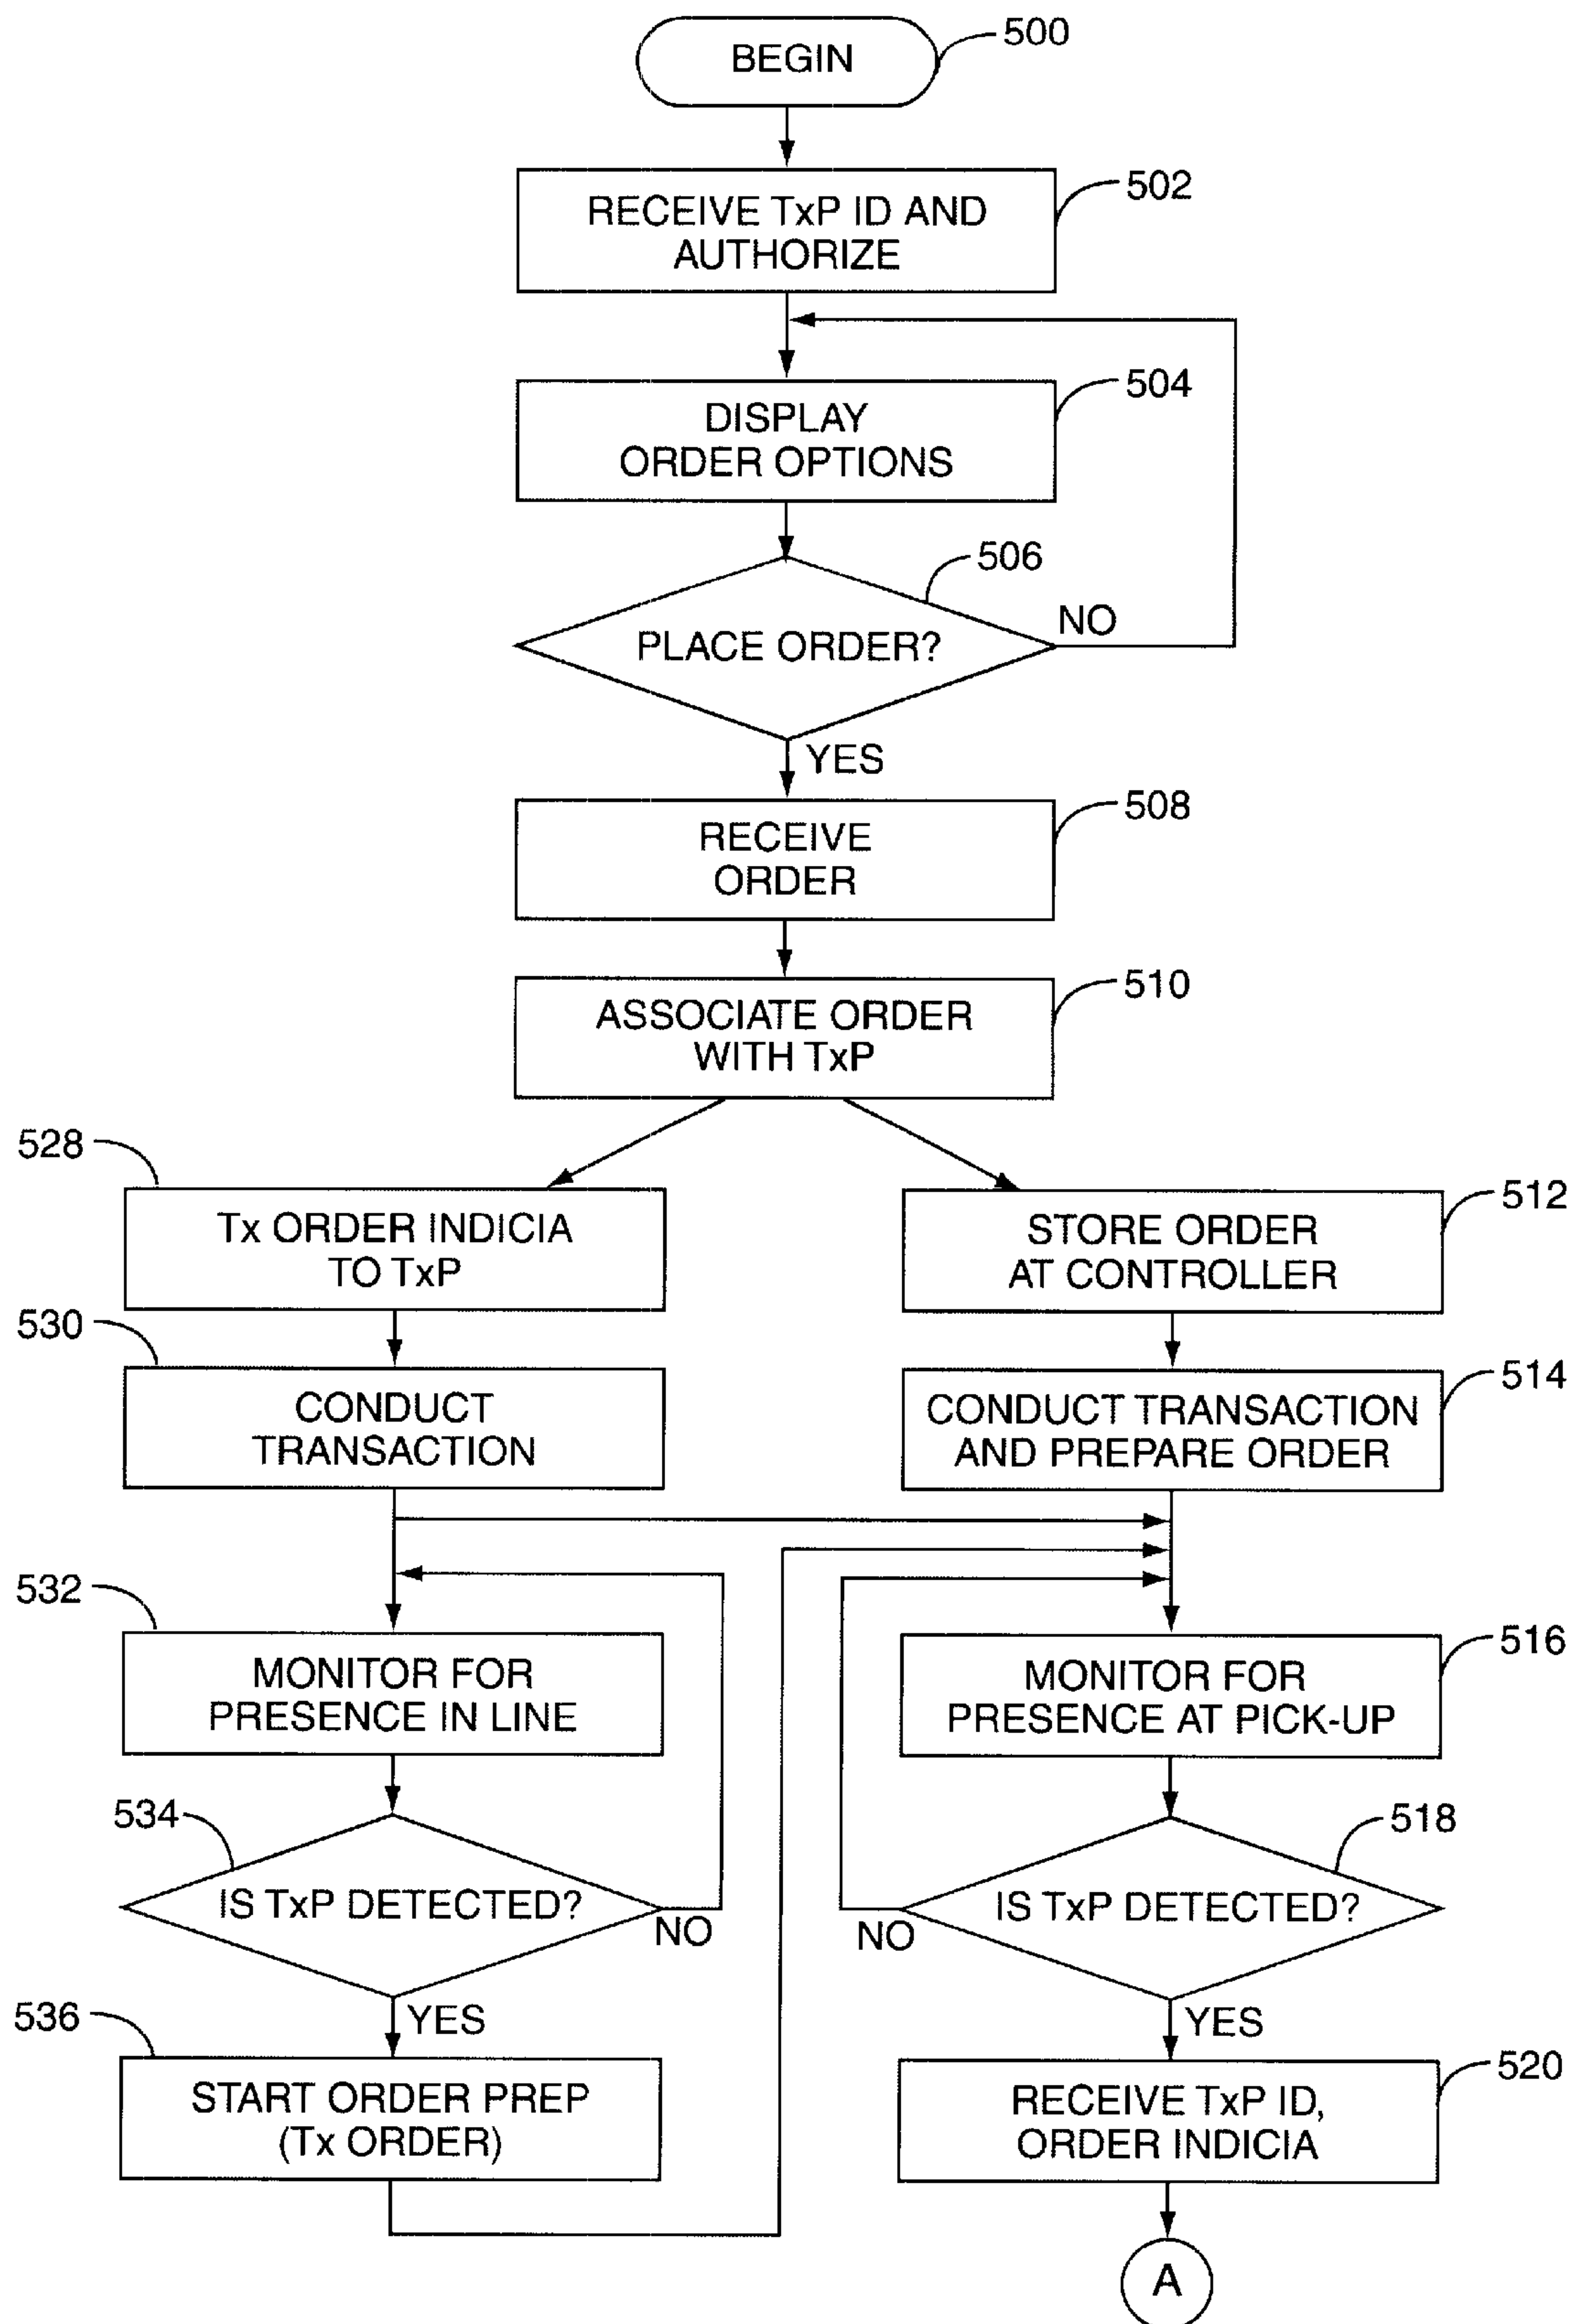 BEGIN
500
RECEIVE TxP ID AND
AUTHORIZE
502
DISPLAY
ORDER OPTIONS
504
506
PLACE ORDER?
NO
YES
RECEIVE
ORDER
508
ASSOCIATE ORDER
WITH TxP
510
528
Tx ORDER INDICIA
TO TxP
STORE ORDER
AT CONTROLLER
512
530
CONDUCT
TRANSACTION
CONDUCT TRANSACTION
AND PREPARE ORDER
514
532
MONITOR FOR
PRESENCE IN LINE
MONITOR FOR
PRESENCE AT PICK-UP
516
534
IS TxP DETECTED?
NO
YES
518
IS TxP DETECTED?
NO
YES
536
START ORDER PREP
(Tx ORDER)
RECEIVE TxP ID,
ORDER INDICIA
520
A